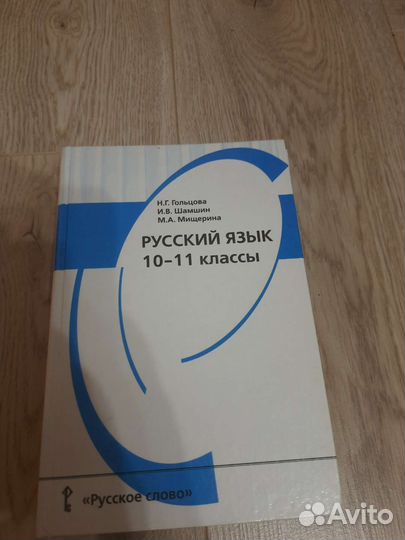 Н.Г. Гольцова
И.В. Шамшин
М.А. Мищерина
РУССКИЙ ЯЗЫК
10–11 классы
«Русское слово»
Avito